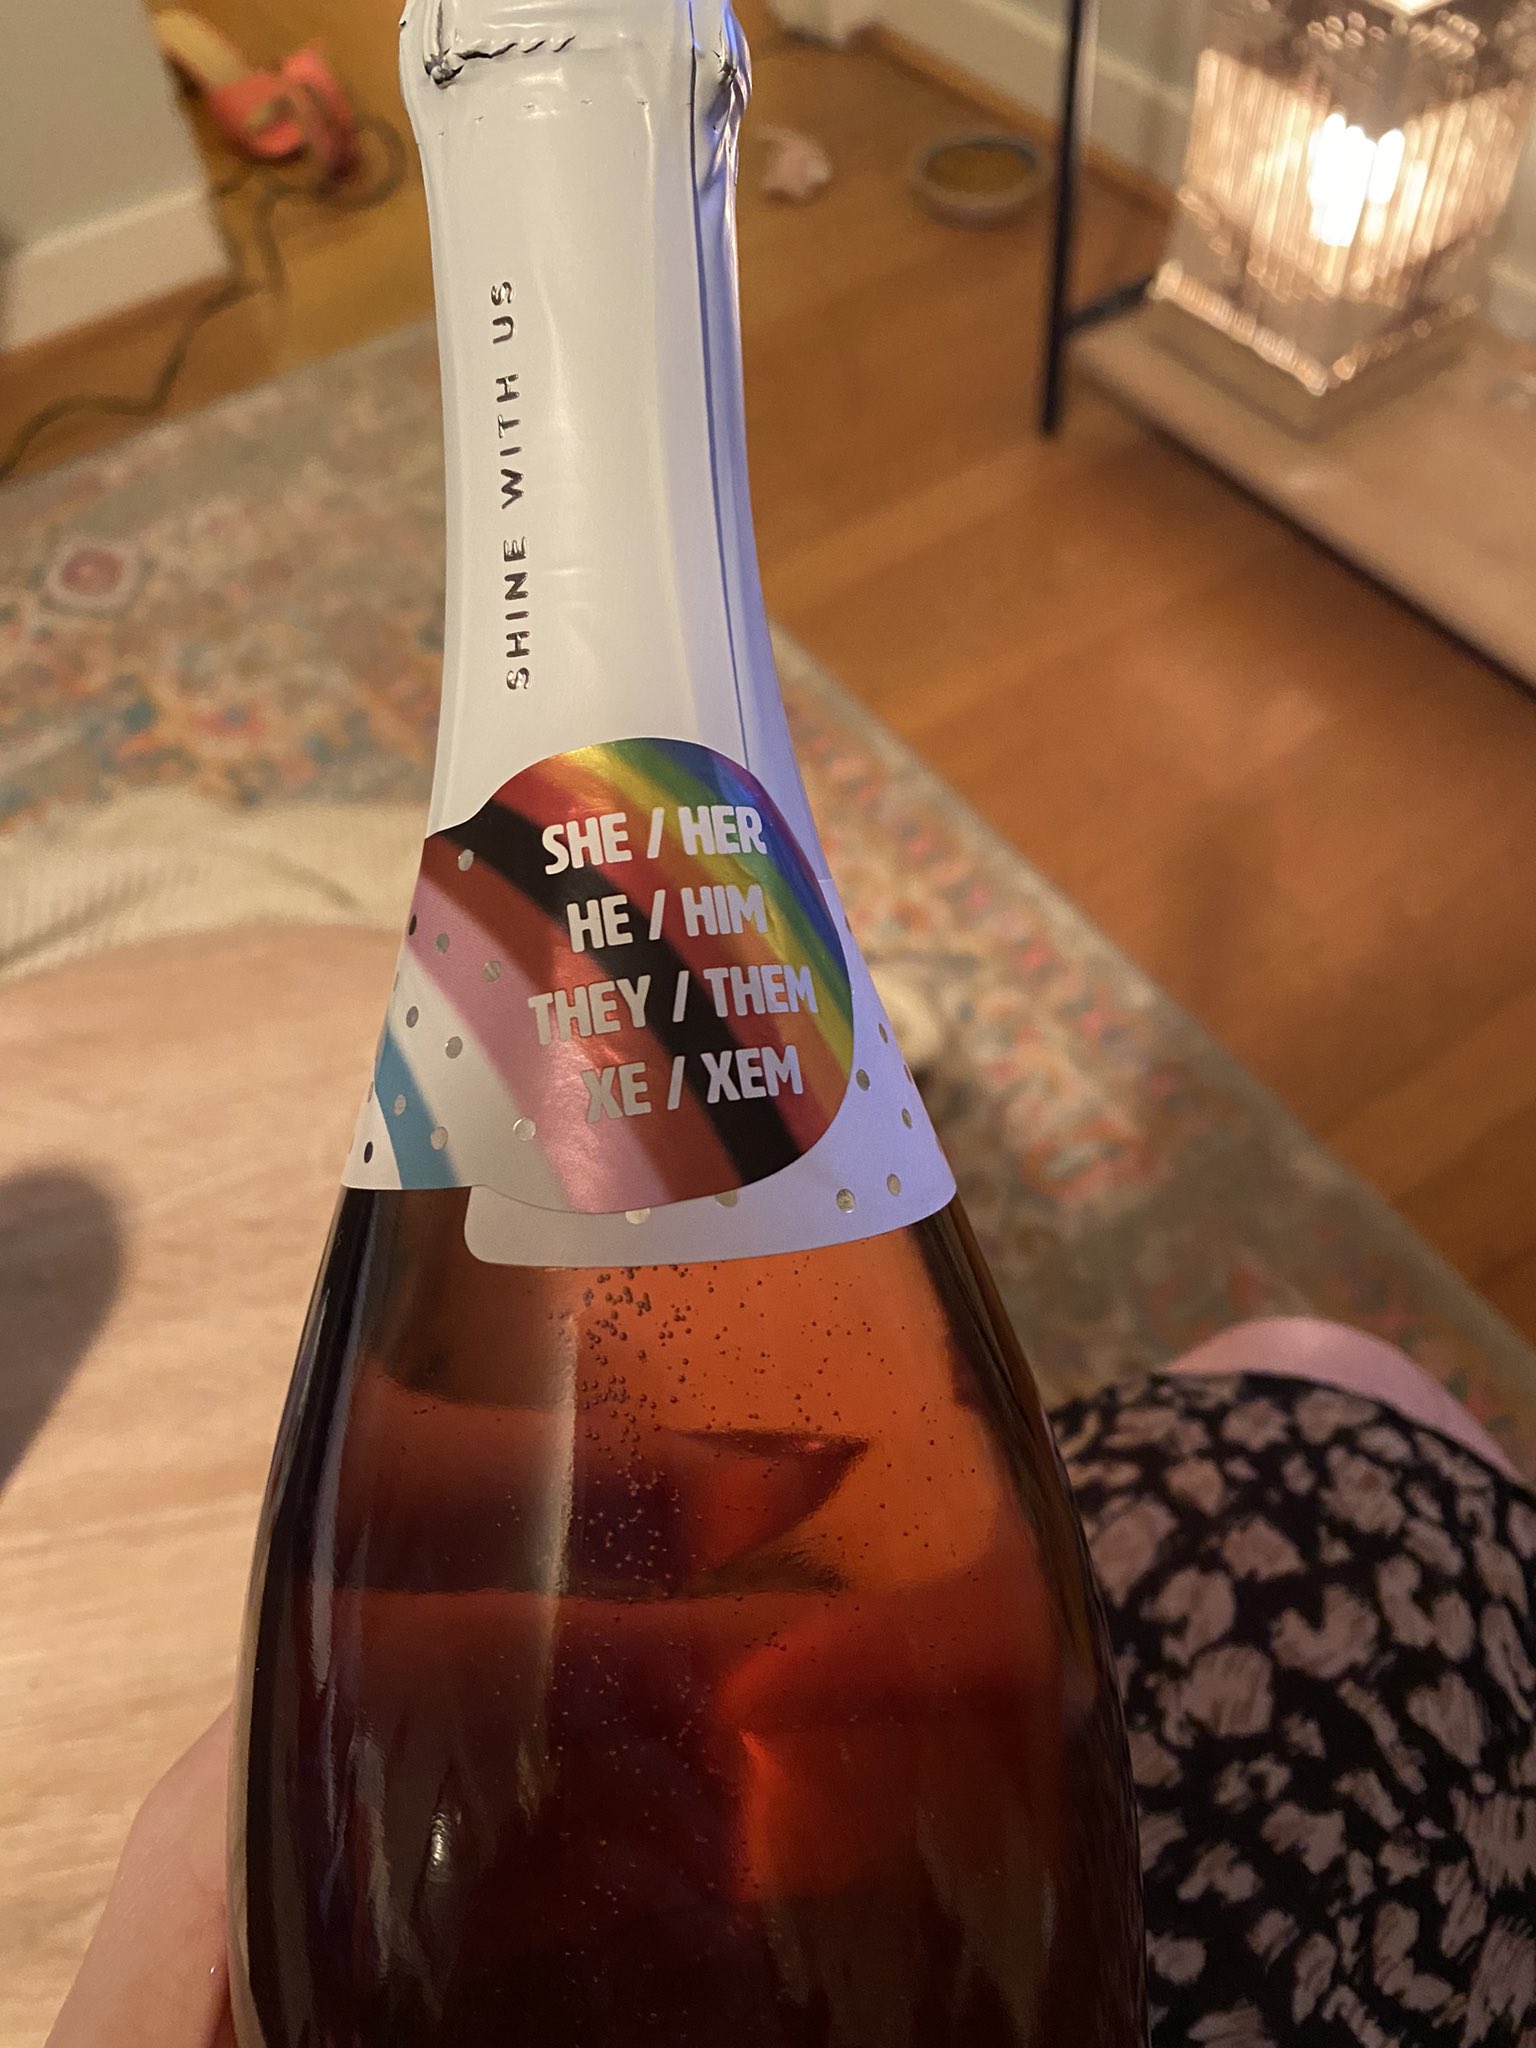 SHINE WITH US
SHE / HER
HE / HIM
THEY / THEM
XE / XEM